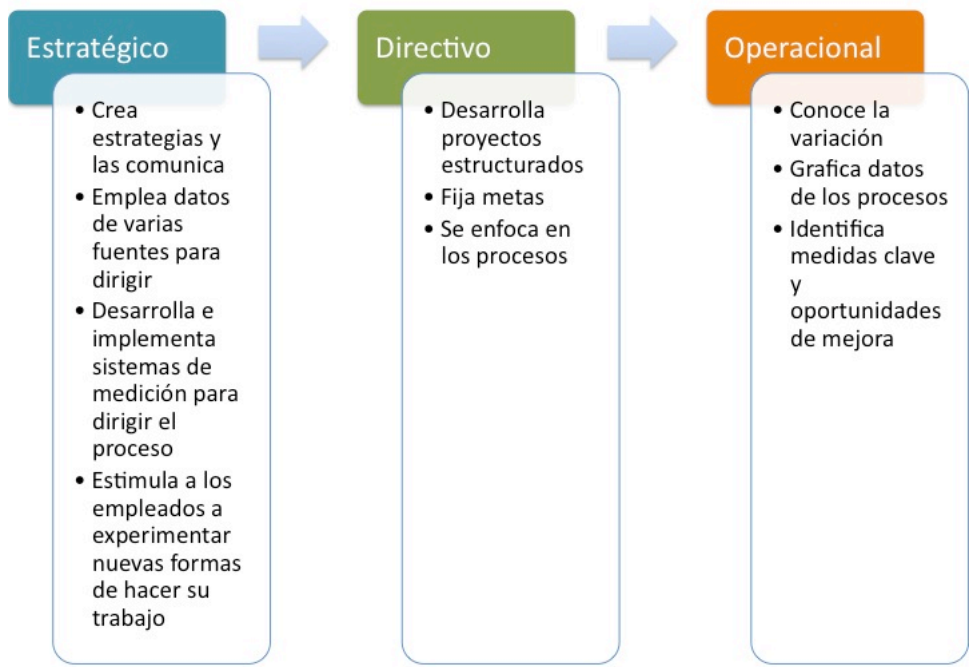 Estratégico
• Crea
estrategias y
las comunica
• Emplea datos
de varias
fuentes para
dirigir
• Desarrolla e
implementa
sistemas de
medición para
dirigir el
proceso
• Estimula a los
empleados a
experimentar
nuevas formas
de hacer su
trabajo
Directivo
• Desarrolla
proyectos
estructurados
• Fija metas
• Se enfoca en
los procesos
Operacional
• Conoce la
variación
• Grafica datos
de los procesos
• Identifica
medidas clave
y
oportunidades
de mejora